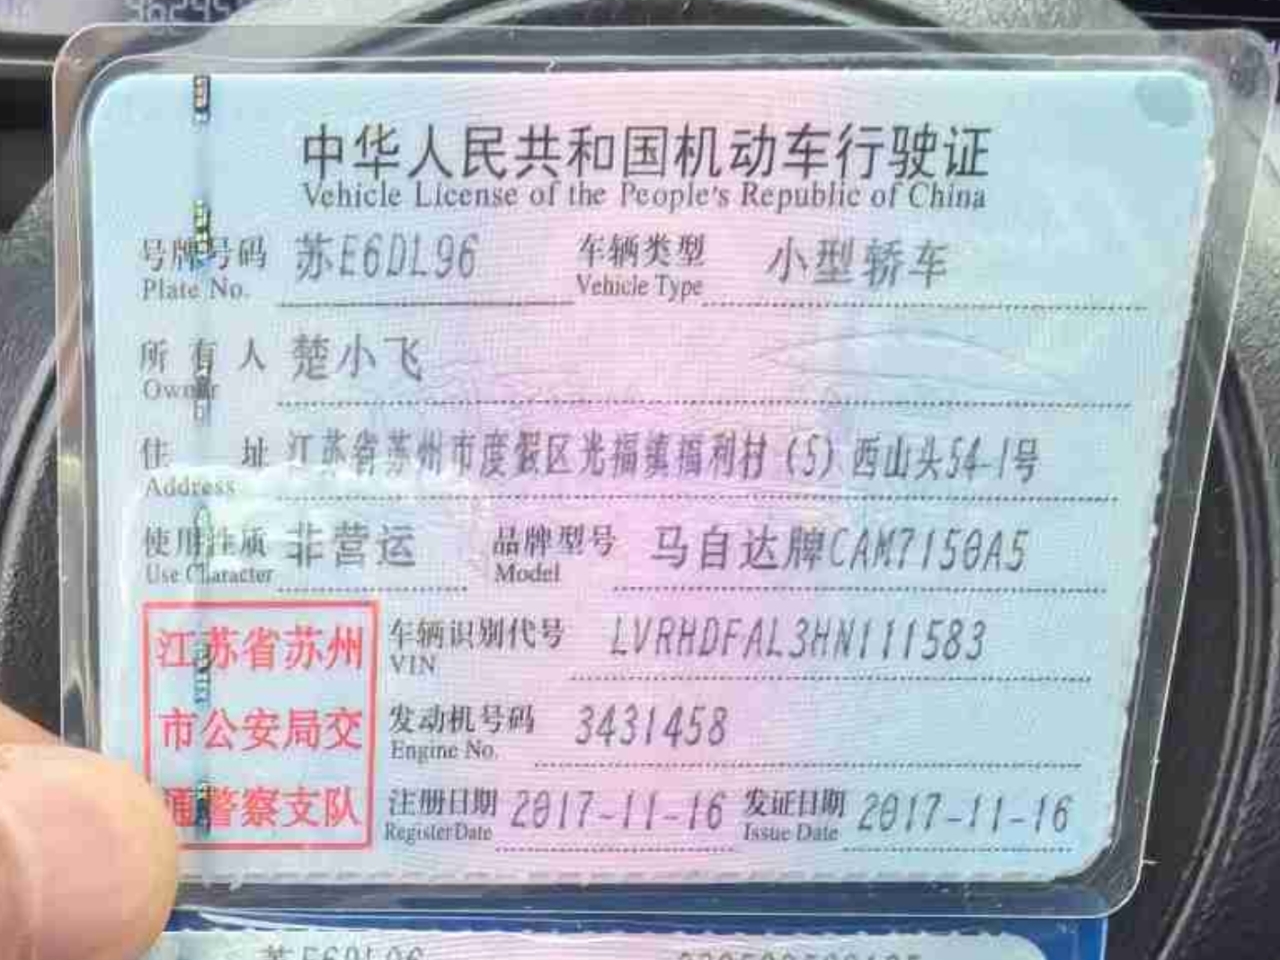 中华人民共和国机动车行驶证
Vehicle License of the People's Republic of China
号牌号码 苏E6DL96 车辆类型 小型轿车
Plate No. Vehicle Type
所有人 楚小飞
Owner
住址 江苏省苏州市度假区光福镇福利村(5)西山头54-1号
Address
使用性质 非营运 品牌型号 马自达牌CAM7150A5
Use Character Model
江苏省苏州
市公安局交
通警察支队
车辆识别代号 LVRHDFAL3HN111583
VIN
发动机号码 3431458
Engine No.
注册日期 2017-11-16 发证日期 2017-11-16
Register Date Issue Date
苏E6DL96